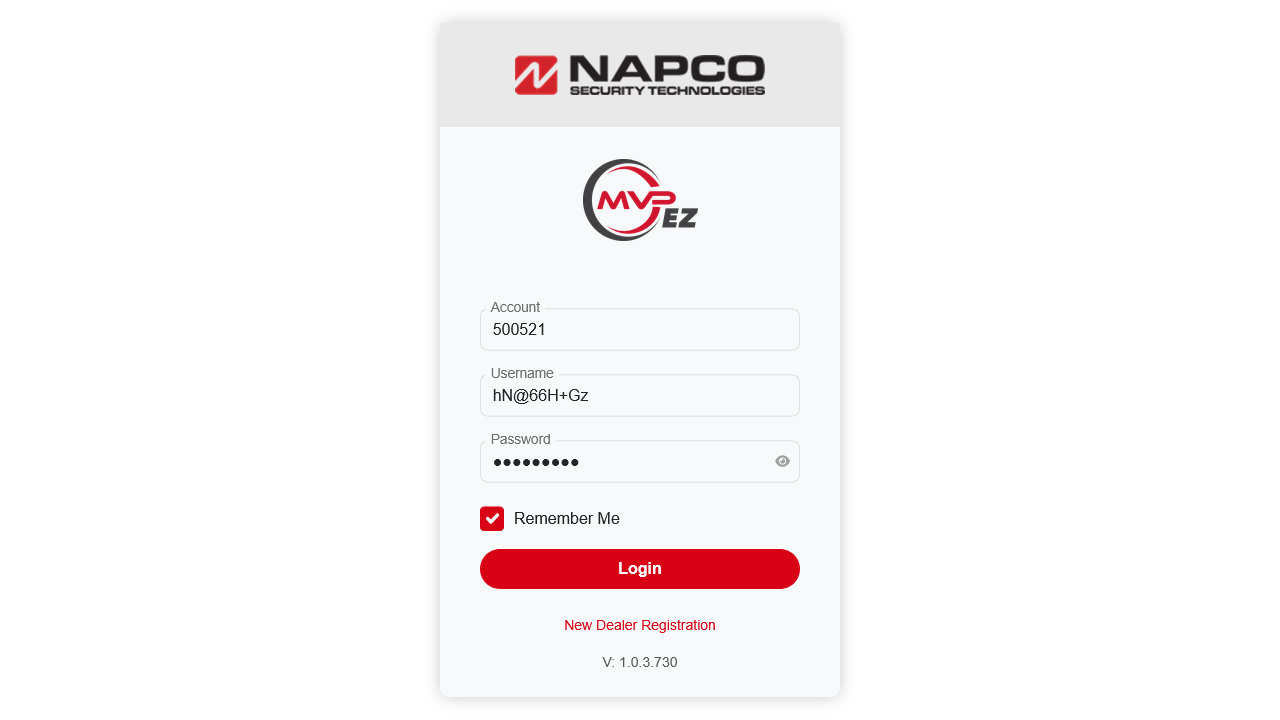 NAPCO
SECURITY TECHNOLOGIES
MVP
EZ
Account
500521
Username
hN@66H+Gz
Password
•••••••••
Remember Me
Login
New Dealer Registration
V: 1.0.3.730